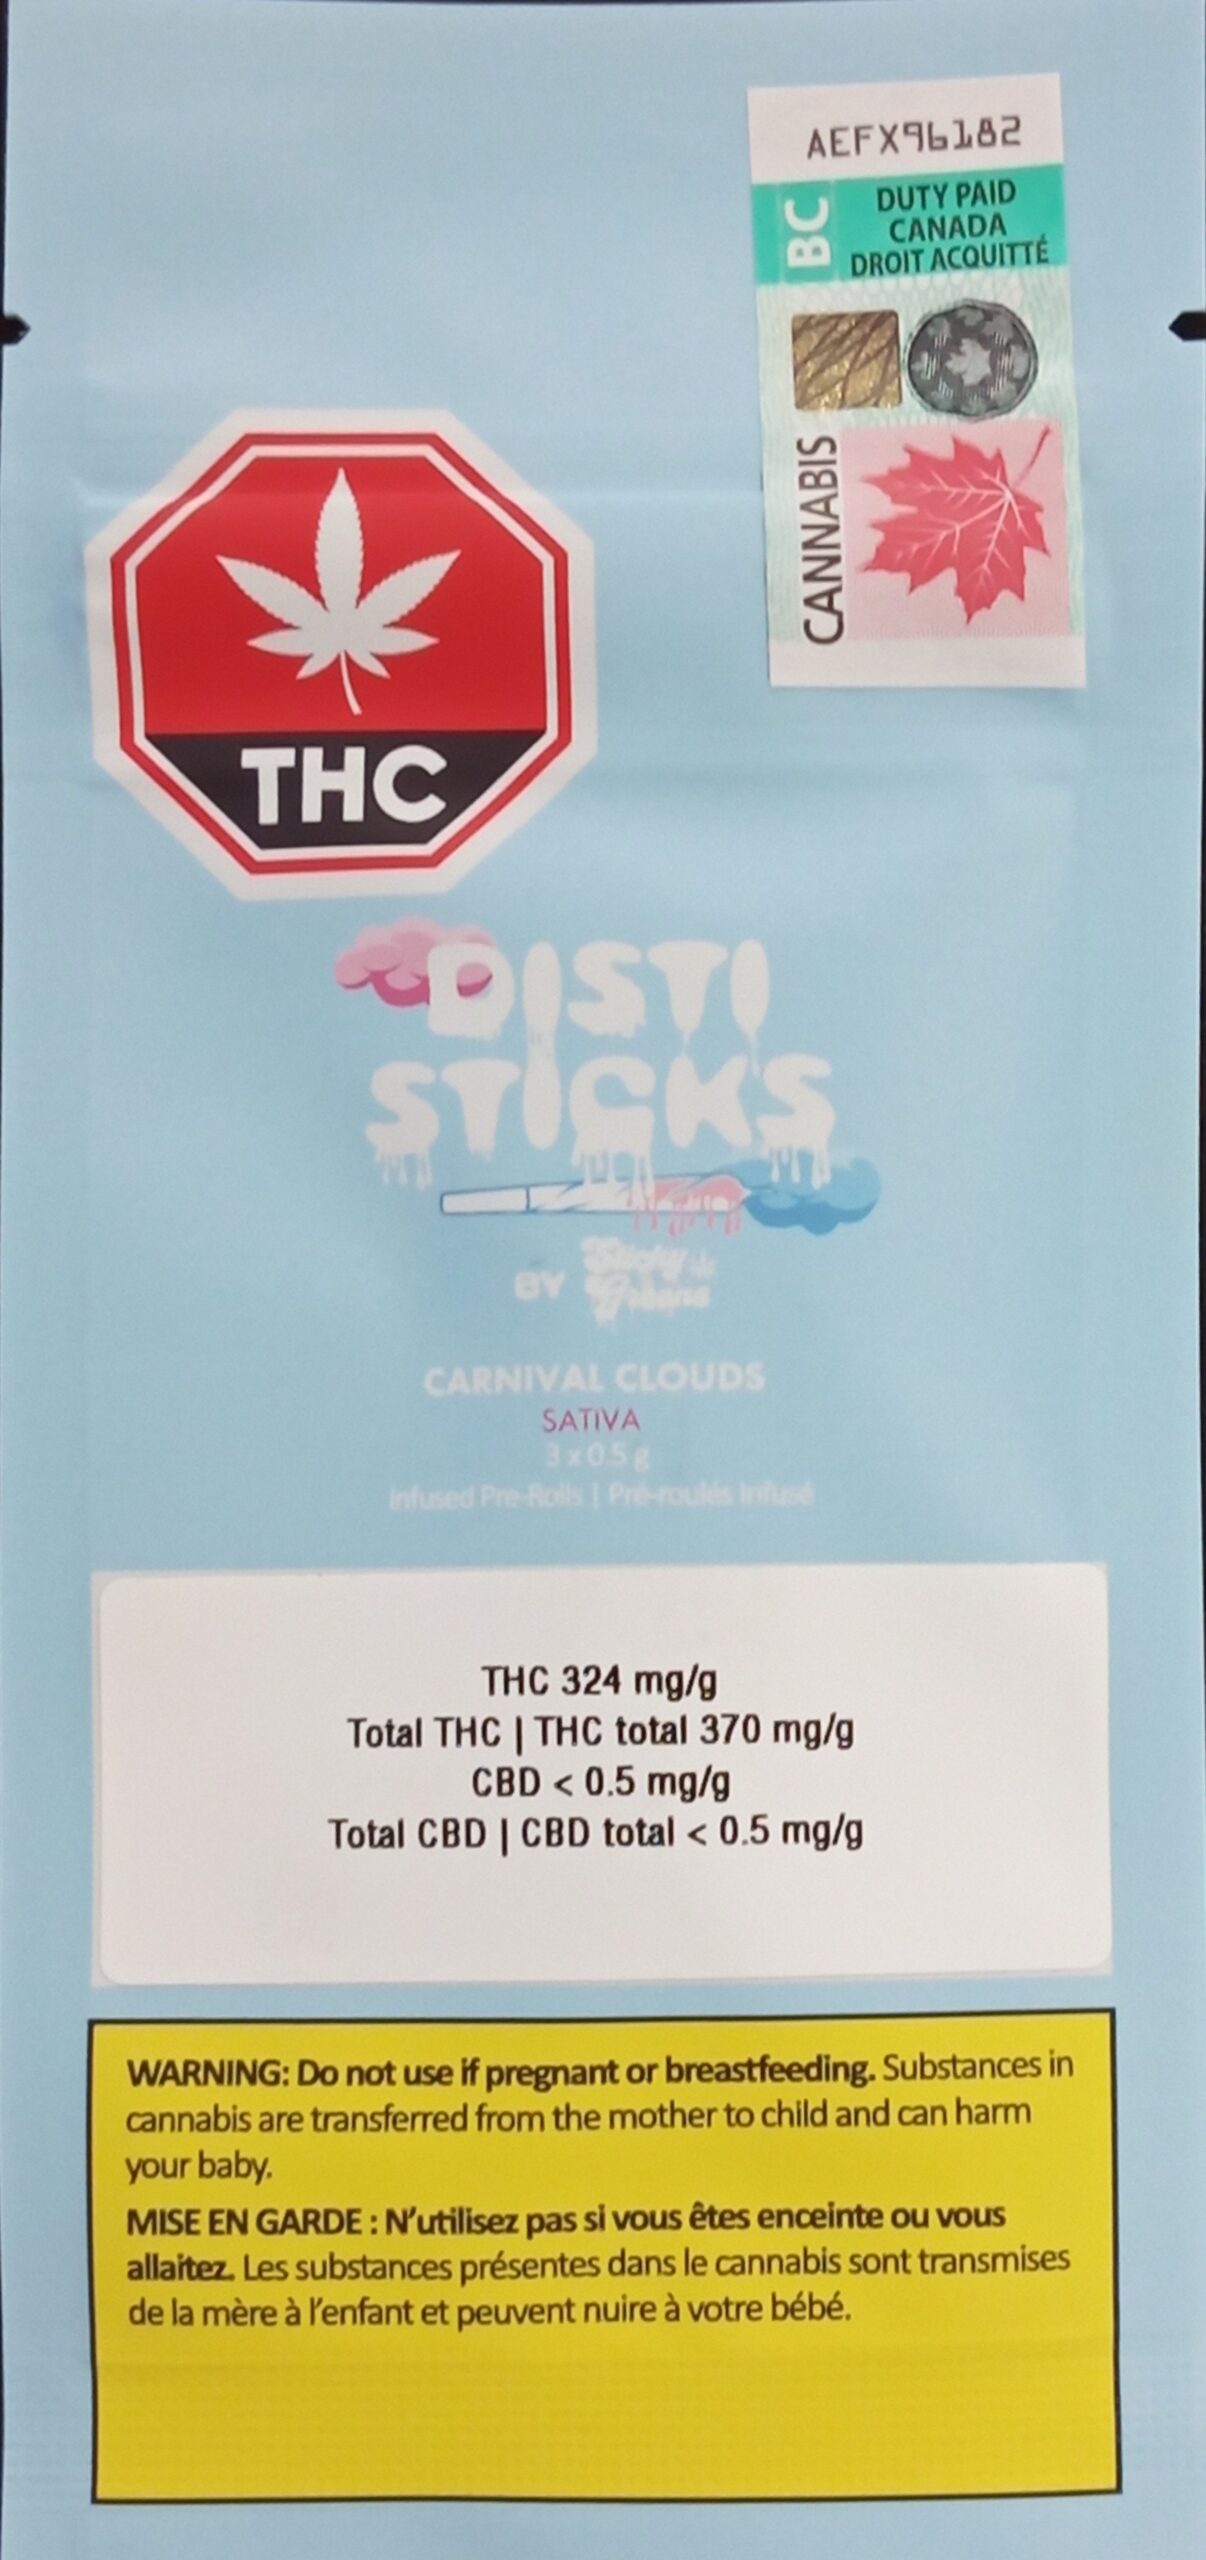 AEFX96182
BC
DUTY PAID
CANADA
DROIT ACQUITTÉ
CANNABIS
THC
DISTI
STICKS
BY Sticky
Greens
CARNIVAL CLOUDS
SATIVA
3 x 0.5 g
Infused Pre-Rolls | Pré-roulés Infusé
THC 324 mg/g
Total THC | THC total 370 mg/g
CBD < 0.5 mg/g
Total CBD | CBD total < 0.5 mg/g
WARNING: Do not use if pregnant or breastfeeding. Substances in
cannabis are transferred from the mother to child and can harm
your baby.
MISE EN GARDE : N’utilisez pas si vous êtes enceinte ou vous
allaitez. Les substances présentes dans le cannabis sont transmises
de la mère à l’enfant et peuvent nuire à votre bébé.